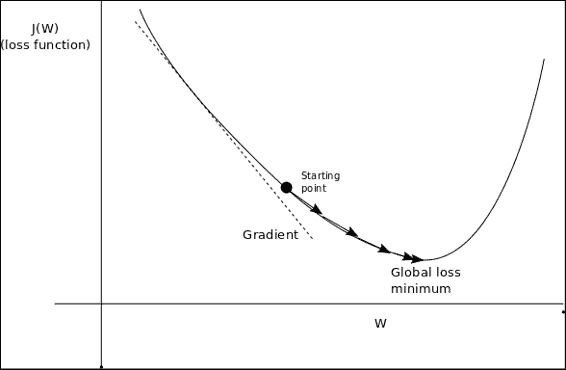 J(W)
(loss function)
Starting
point
Gradient
Global loss
minimum
W